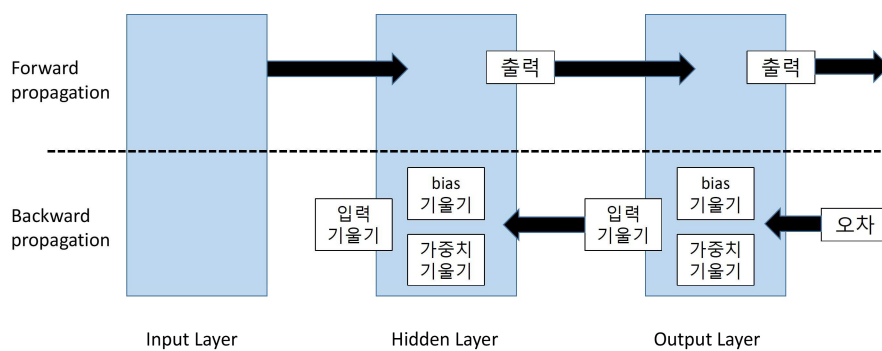 Forward
propagation
출력
출력
Backward
propagation
입력
기울기
bias
기울기
가중치
기울기
입력
기울기
bias
기울기
가중치
기울기
오차
Input Layer
Hidden Layer
Output Layer